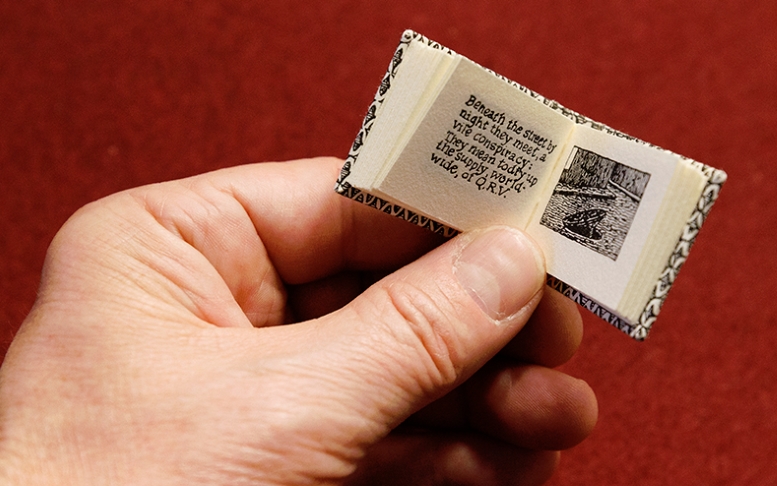 Beneath the street by
night they meet, a
vile conspiracy:
They mean to dry up
the supply, world-
wide, of Q.R.V.